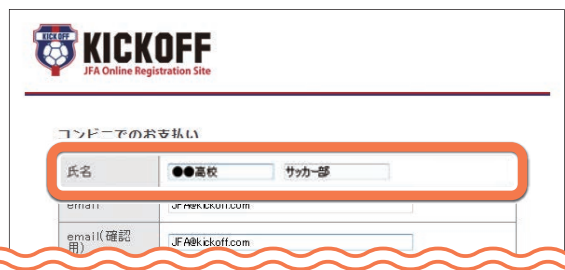 KICKOFF
KICKOFF
JFA Online Registration Site
コンビニでのお支払い
氏名 ●●高校 サッカー部
email JFA@kickoff.com
email(確認用) JFA@kickoff.com